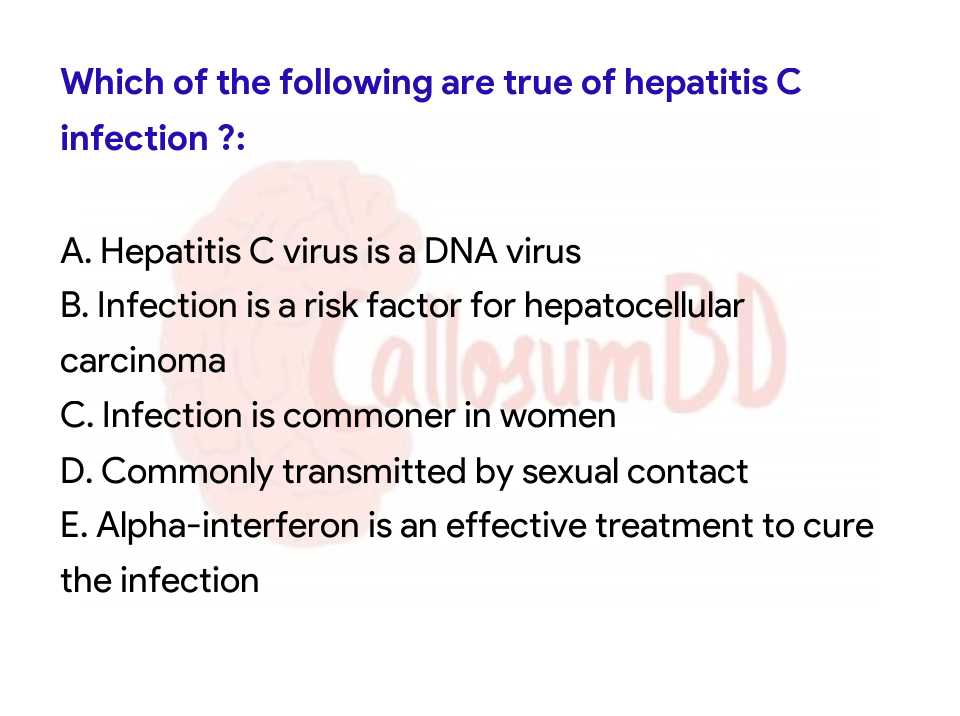 Which of the following are true of hepatitis C
infection ?:
A. Hepatitis C virus is a DNA virus
B. Infection is a risk factor for hepatocellular
carcinoma
C. Infection is commoner in women
D. Commonly transmitted by sexual contact
E. Alpha-interferon is an effective treatment to cure
the infection
CallosumBD